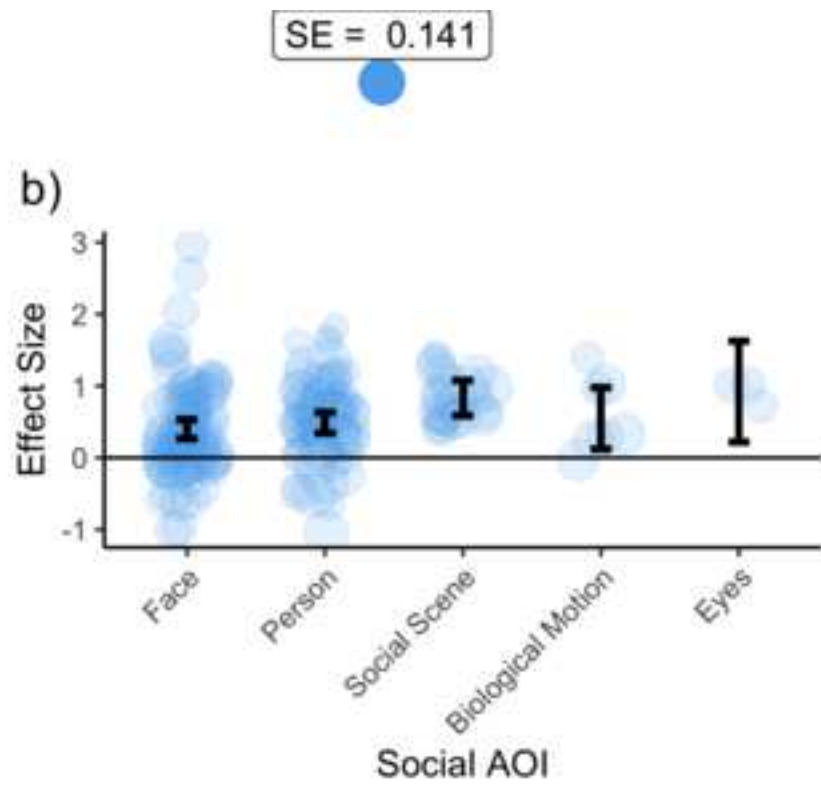 SE = 0.141
b)
Effect Size
3
2
1
0
-1
Face
Person
Social Scene
Biological Motion
Eyes
Social AOI